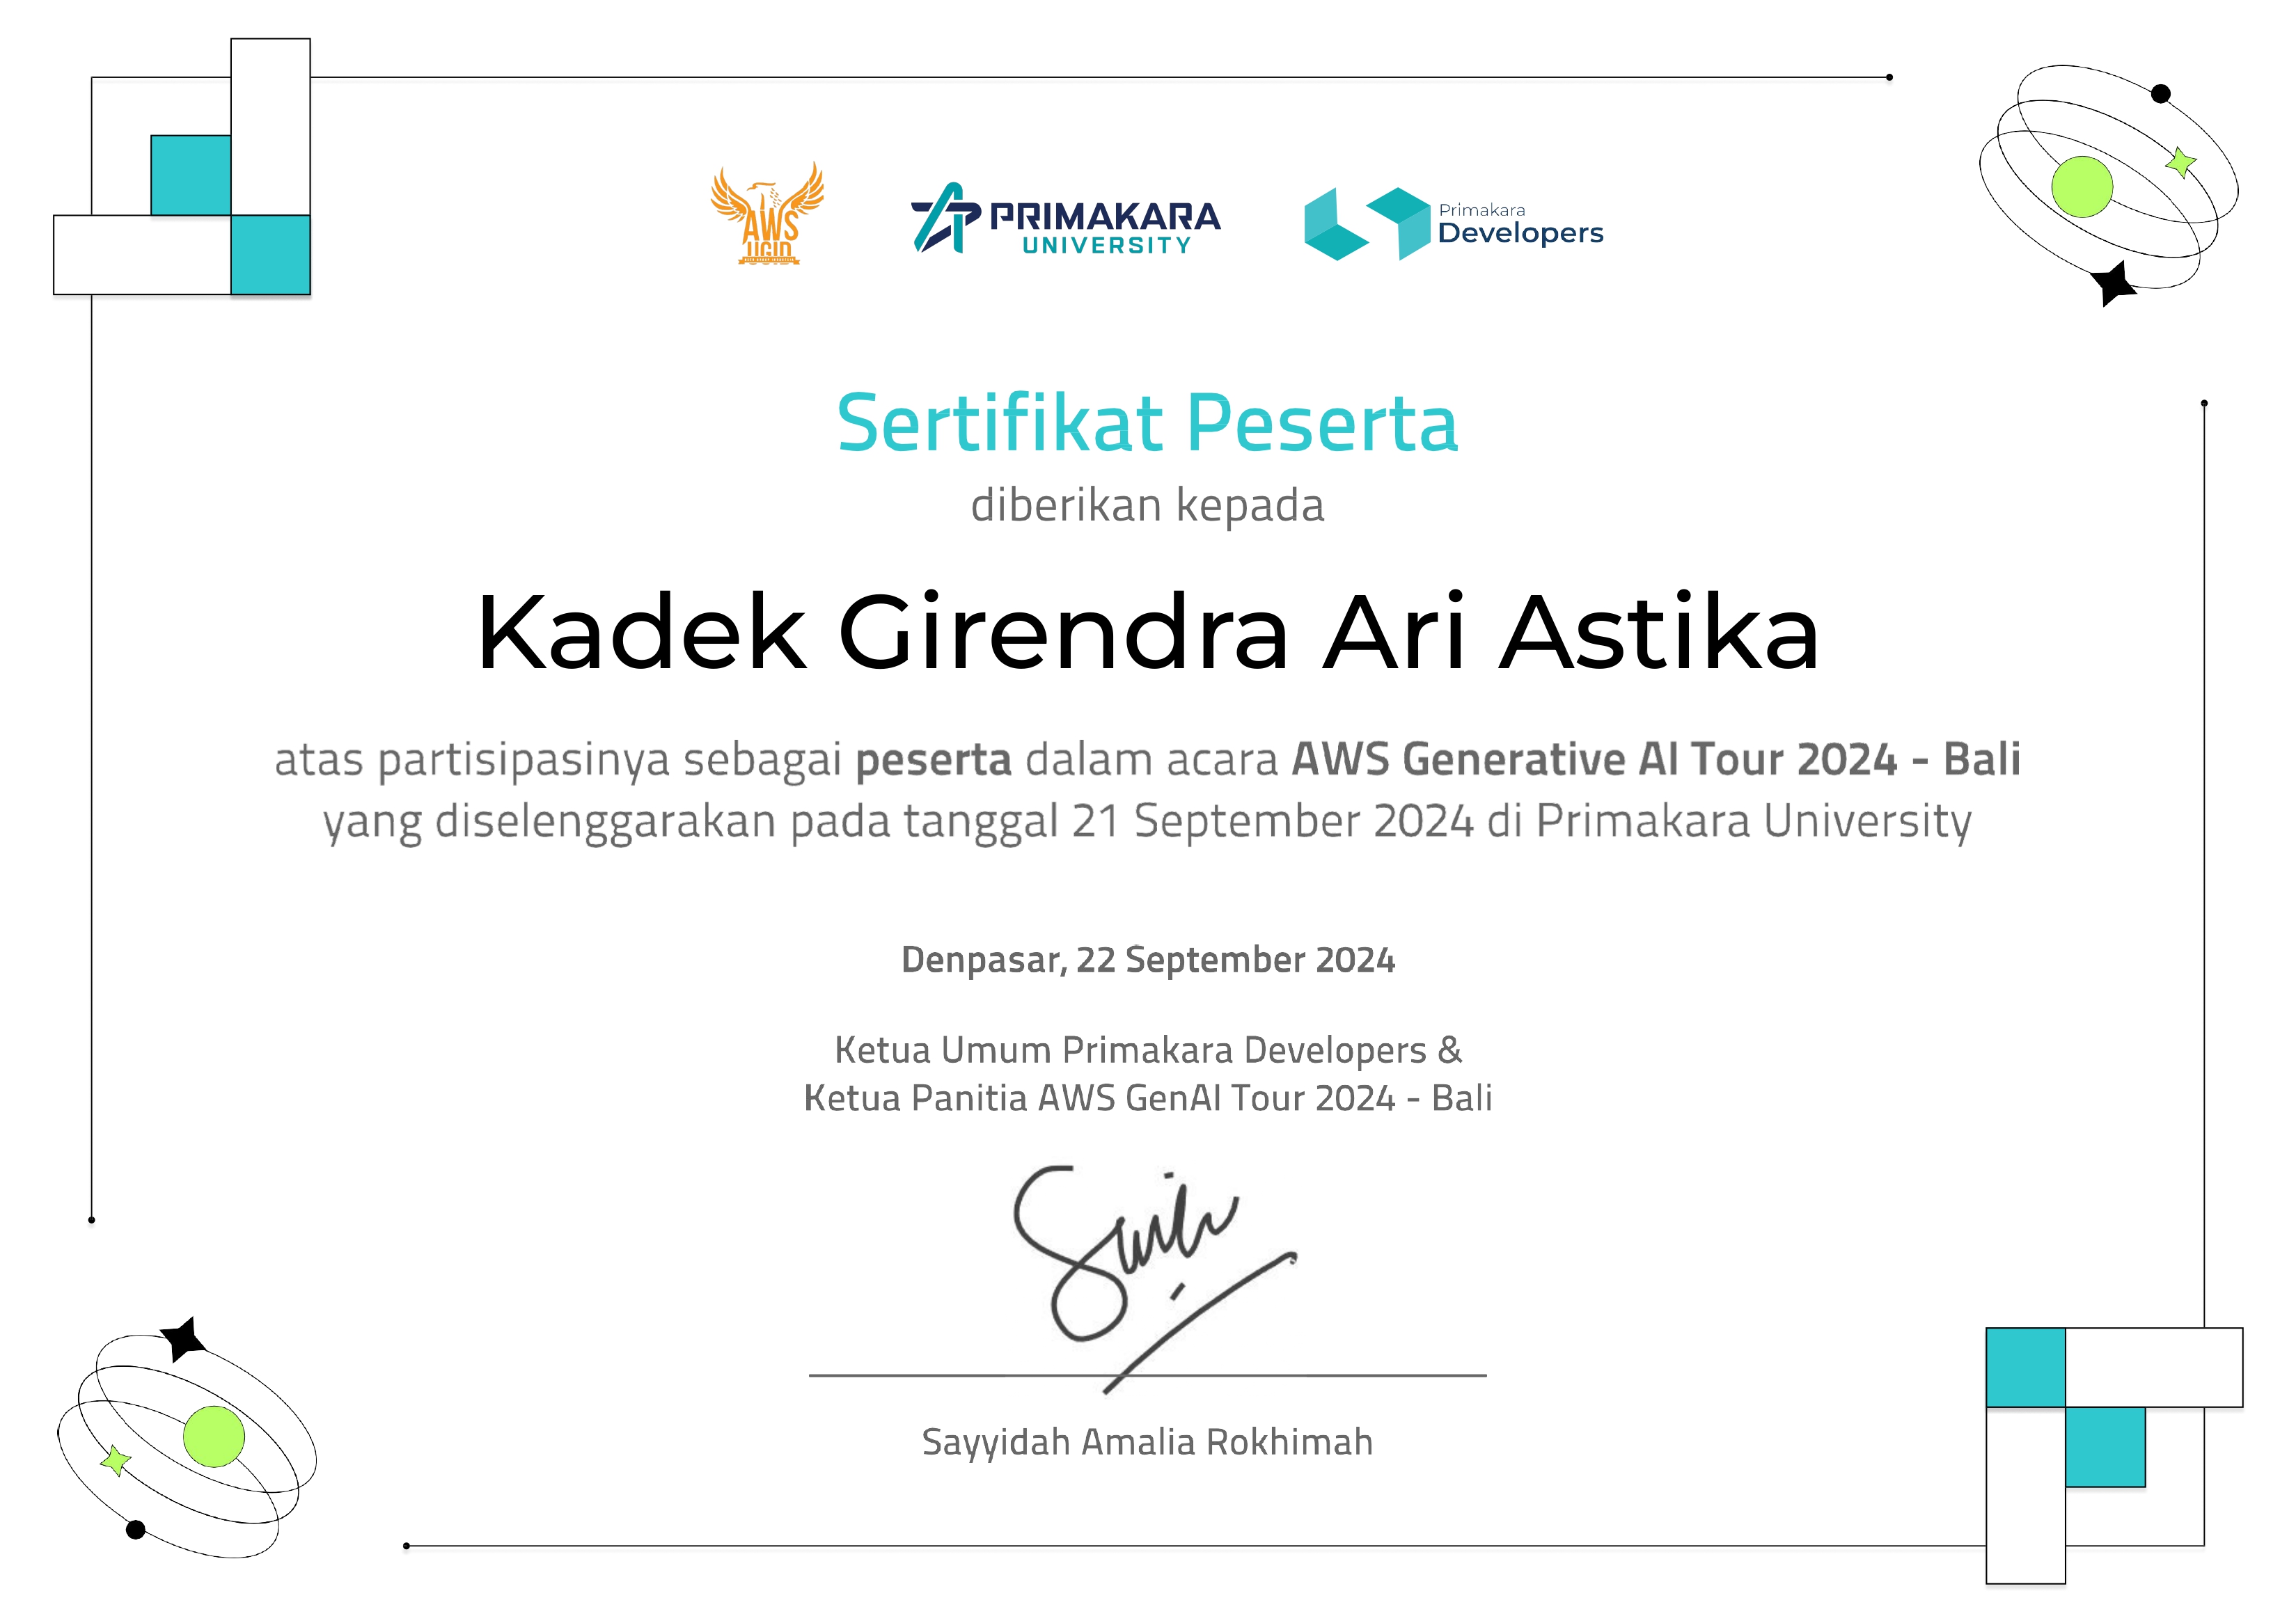 AWS
UGID
PRIMAKARA
UNIVERSITY
Primakara
Developers
Sertifikat Peserta
diberikan kepada
Kadek Girendra Ari Astika
atas partisipasinya sebagai peserta dalam acara AWS Generative AI Tour 2024 - Bali
yang diselenggarakan pada tanggal 21 September 2024 di Primakara University
Denpasar, 22 September 2024
Ketua Umum Primakara Developers &
Ketua Panitia AWS GenAI Tour 2024 - Bali
Sayyidah Amalia Rokhimah